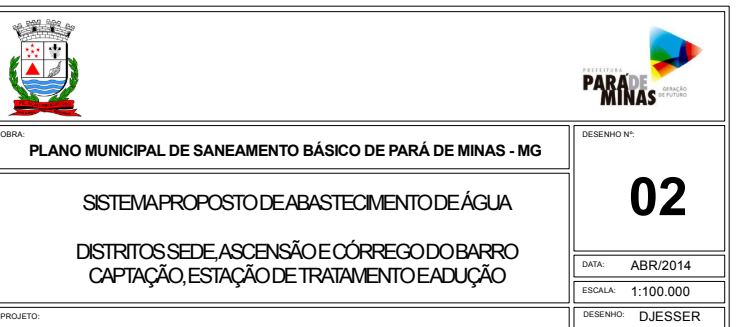 PREFEITURA
PARÁ DE
MINAS
GERAÇÃO
DE FUTURO
OBRA:
PLANO MUNICIPAL DE SANEAMENTO BÁSICO DE PARÁ DE MINAS - MG
DESENHO Nº:
02
SISTEMA PROPOSTO DE ABASTECIMENTO DE ÁGUA
DISTRITOS SEDE, ASCENSÃO E CÓRREGO DO BARRO
CAPTAÇÃO, ESTAÇÃO DE TRATAMENTO E ADUÇÃO
DATA: ABR/2014
ESCALA: 1:100.000
PROJETO:
DESENHO: DJESSER